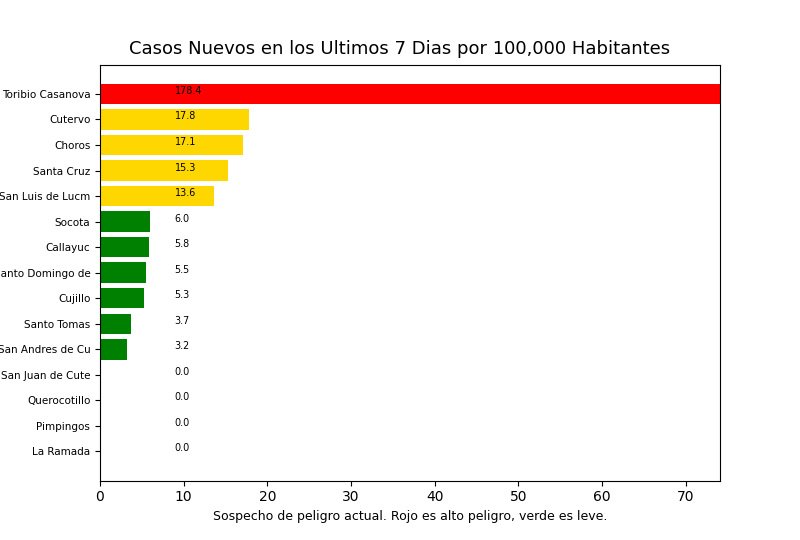 Casos Nuevos en los Ultimos 7 Dias por 100,000 Habitantes
Toribio Casanova 178.4
Cutervo 17.8
Choros 17.1
Santa Cruz 15.3
San Luis de Lucm 13.6
Socota 6.0
Callayuc 5.8
anto Domingo de 5.5
Cujillo 5.3
Santo Tomas 3.7
San Andres de Cu 3.2
San Juan de Cute 0.0
Querocotillo 0.0
Pimpingos 0.0
La Ramada 0.0
0 10 20 30 40 50 60 70
Sospecho de peligro actual. Rojo es alto peligro, verde es leve.